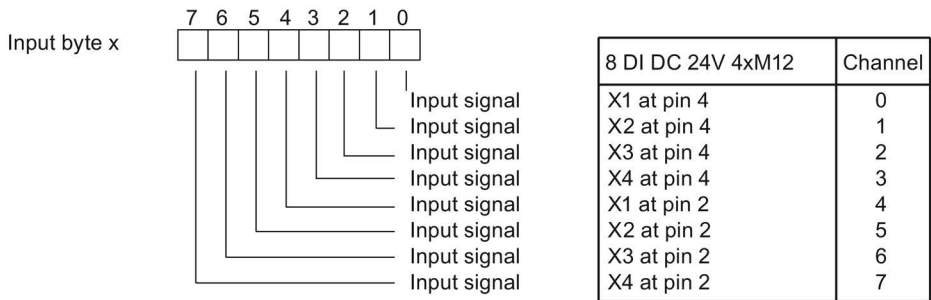 7 6 5 4 3 2 1 0
Input byte x
8 DI DC 24V 4xM12 Channel
Input signal X1 at pin 4 0
Input signal X2 at pin 4 1
Input signal X3 at pin 4 2
Input signal X4 at pin 4 3
Input signal X1 at pin 2 4
Input signal X2 at pin 2 5
Input signal X3 at pin 2 6
Input signal X4 at pin 2 7